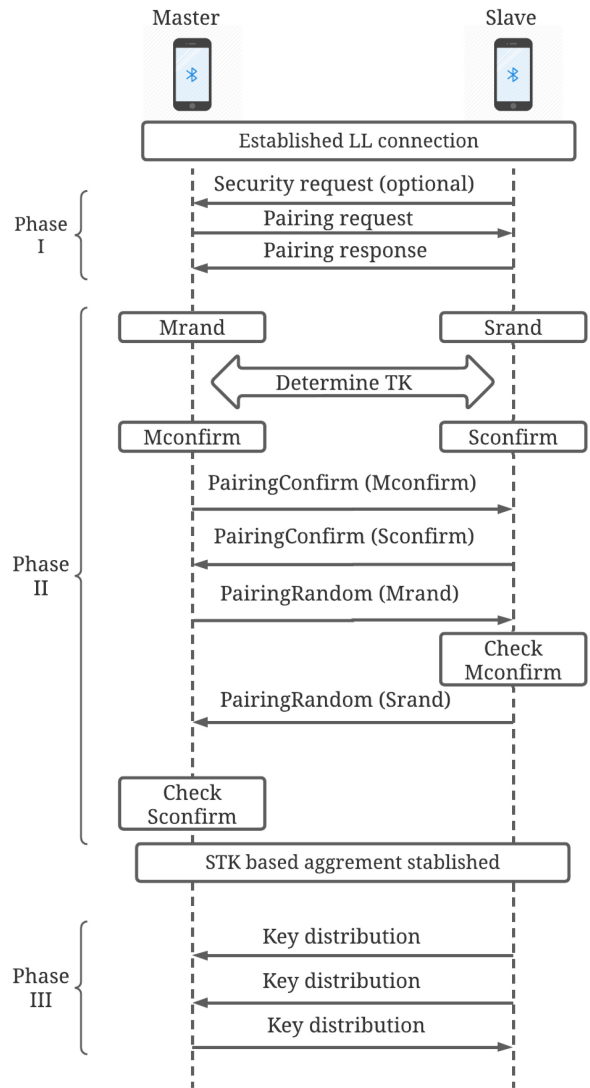 Master
Slave
Established LL connection
Security request (optional)
Pairing request
Pairing response
Phase
I
Mrand
Srand
Determine TK
Mconfirm
Sconfirm
PairingConfirm (Mconfirm)
PairingConfirm (Sconfirm)
Phase
II
PairingRandom (Mrand)
Check
Mconfirm
PairingRandom (Srand)
Check
Sconfirm
STK based aggrement stablished
Key distribution
Key distribution
Phase
III
Key distribution